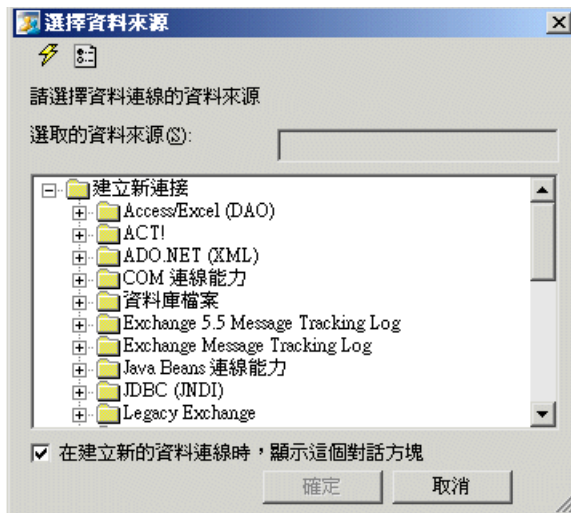 選擇資料來源
請選擇資料連線的資料來源
選取的資料來源(S):
建立新連接
Access/Excel (DAO)
ACT!
ADO.NET (XML)
COM 連線能力
資料庫檔案
Exchange 5.5 Message Tracking Log
Exchange Message Tracking Log
Java Beans 連線能力
JDBC (JNDI)
Legacy Exchange
在建立新的資料連線時，顯示這個對話方塊
確定
取消